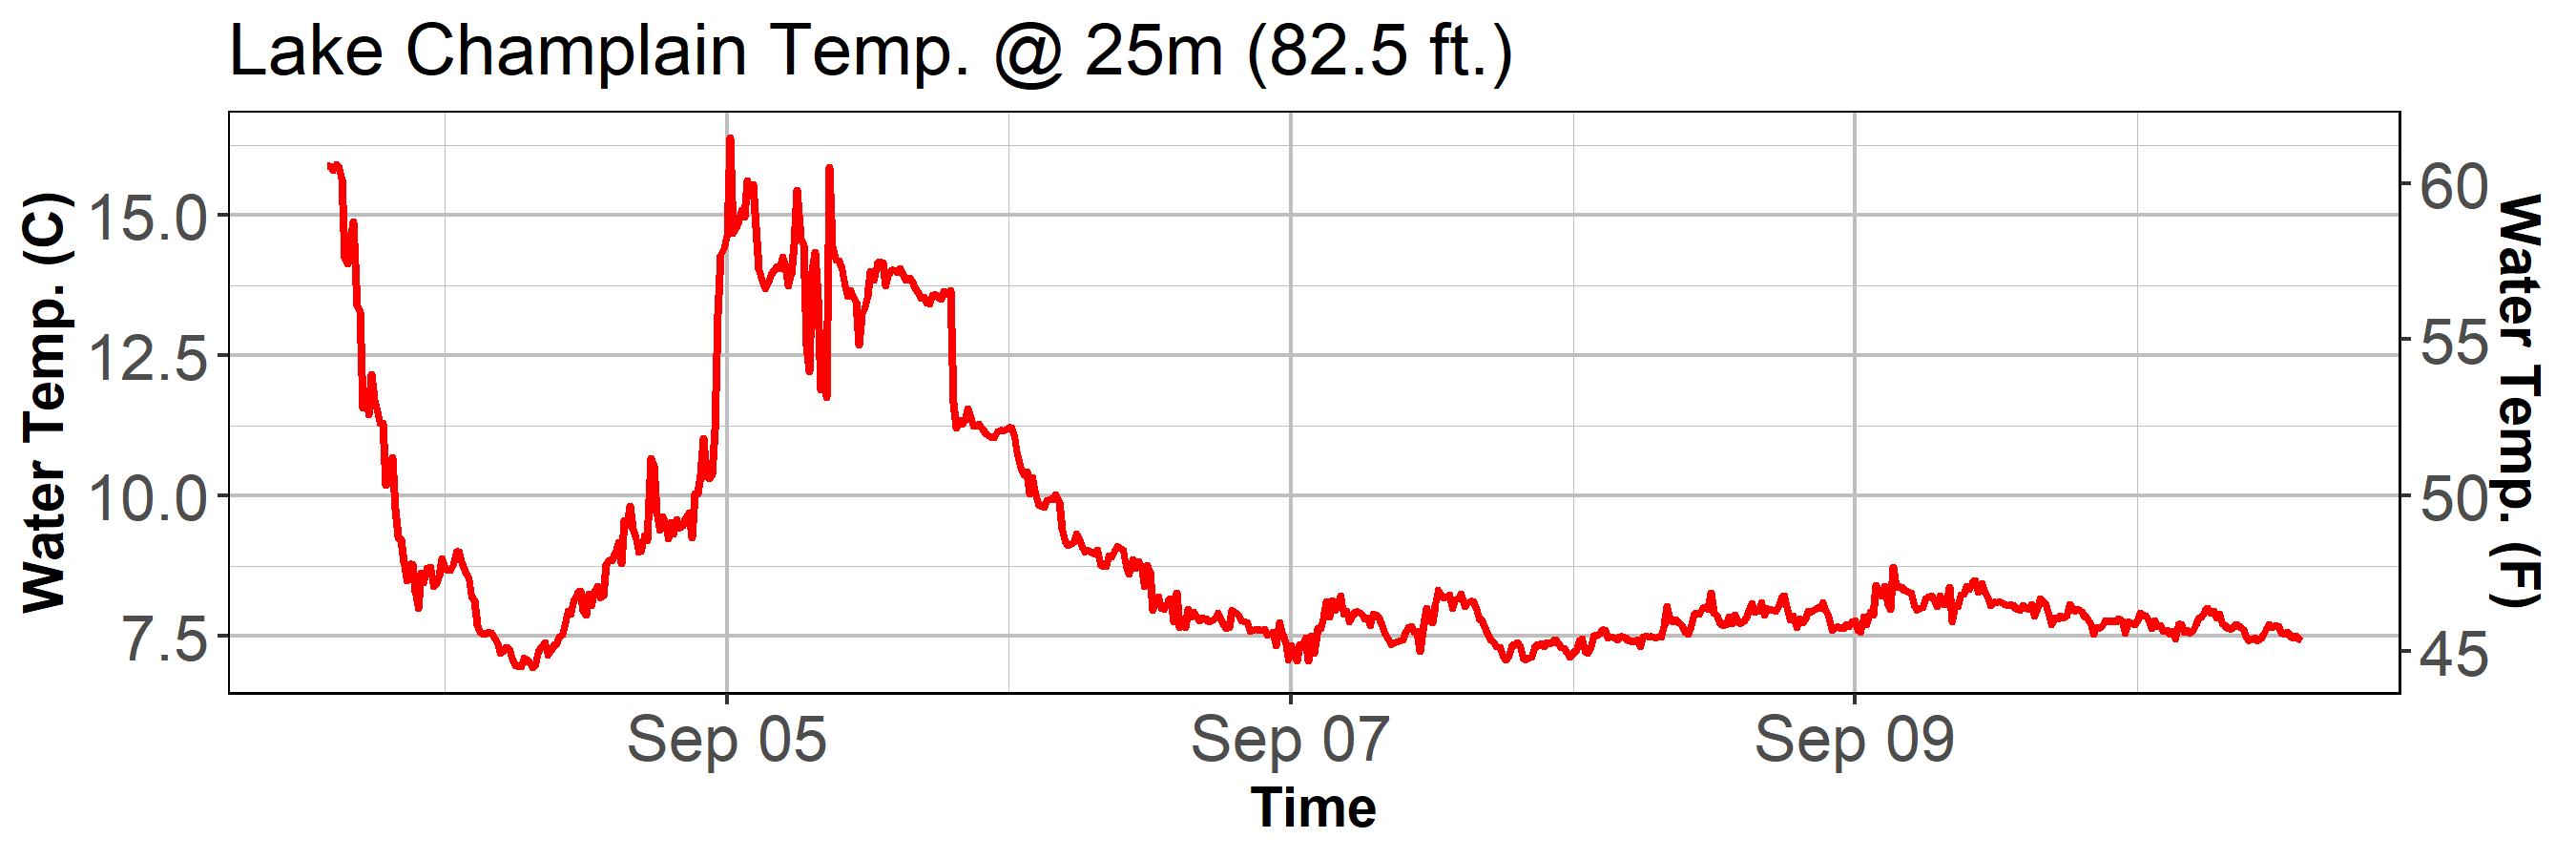 Lake Champlain Temp. @ 25m (82.5 ft.)
Water Temp. (C)
15.0
12.5
10.0
7.5
60
55
50
45
Water Temp. (F)
Sep 05
Sep 07
Sep 09
Time